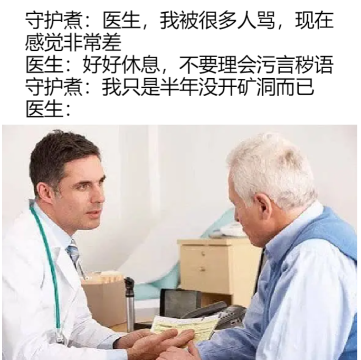 守护煮：医生，我被很多人骂，现在
感觉非常差
医生：好好休息，不要理会污言秽语
守护煮：我只是半年没开矿洞而已
医生：